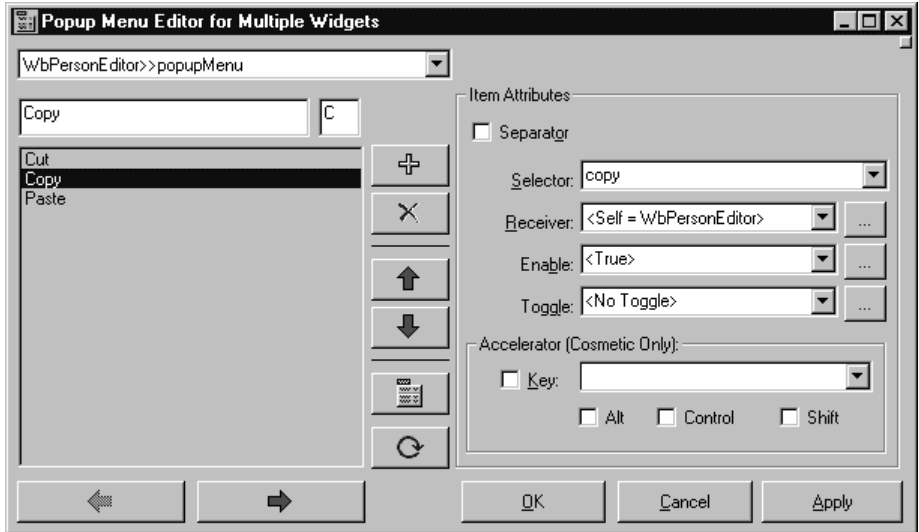 Popup Menu Editor for Multiple Widgets
WbPersonEditor>>popupMenu
Copy
C
Cut
Copy
Paste
Item Attributes
Separator
Selector: copy
Receiver: <Self = WbPersonEditor> ...
Enable: <True> ...
Toggle: <No Toggle> ...
Accelerator (Cosmetic Only):
Key:
Alt Control Shift
OK Cancel Apply